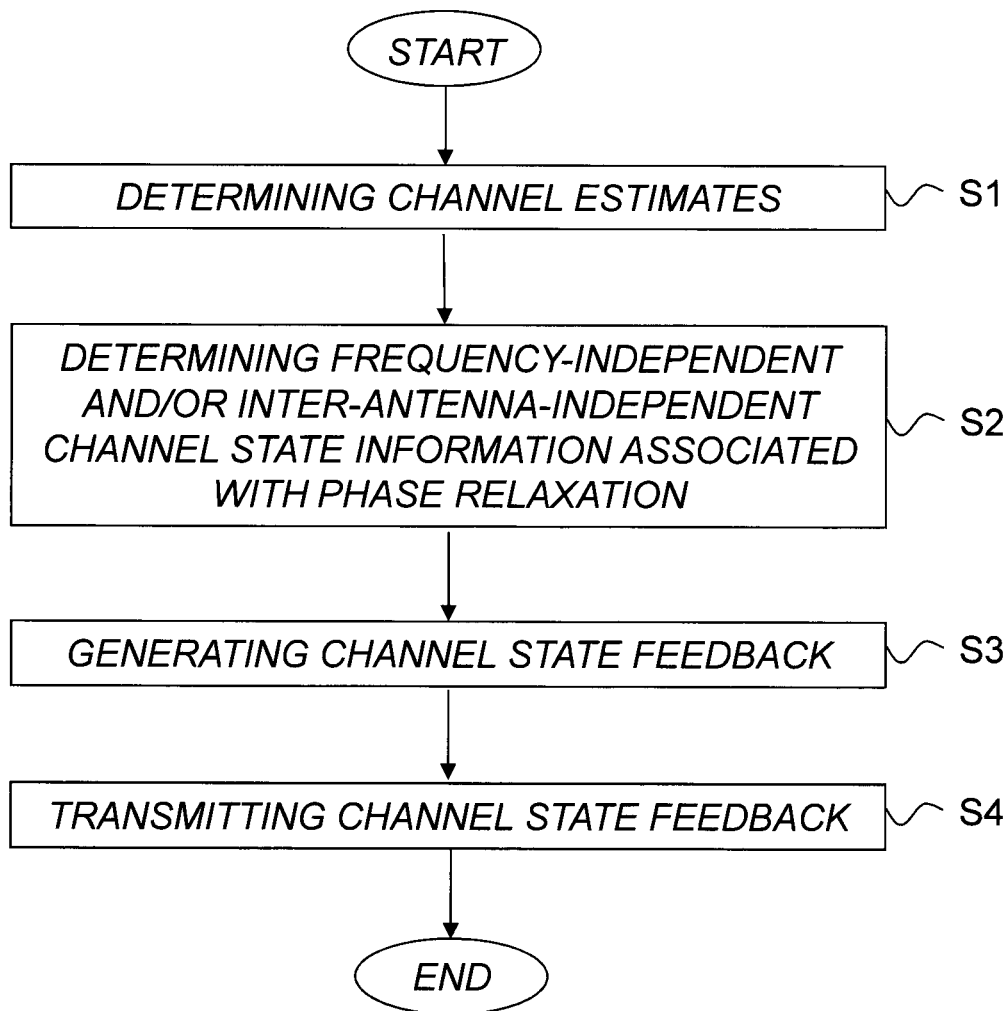 START
DETERMINING CHANNEL ESTIMATES
S1
DETERMINING FREQUENCY-INDEPENDENT
AND/OR INTER-ANTENNA-INDEPENDENT
CHANNEL STATE INFORMATION ASSOCIATED
WITH PHASE RELAXATION
S2
GENERATING CHANNEL STATE FEEDBACK
S3
TRANSMITTING CHANNEL STATE FEEDBACK
S4
END